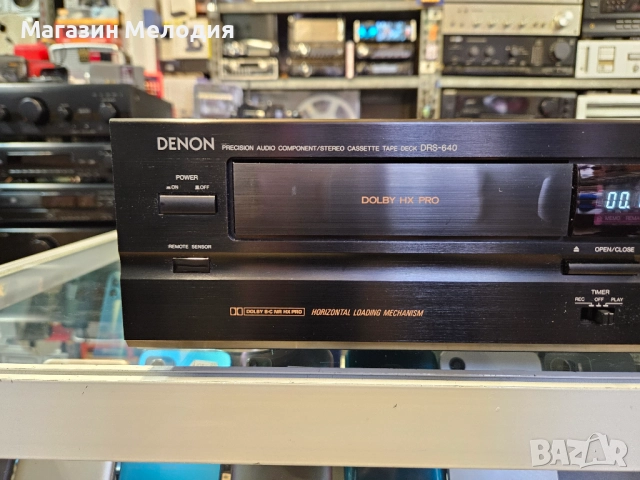 Магазин Мелодия
DENON PRECISION AUDIO COMPONENT/STEREO CASSETTE TAPE DECK DRS-640
POWER
ON OFF
DOLBY HX PRO
00.
REMOTE SENSOR
OPEN/CLOSE
TIMER
REC OFF PLAY
DOLBY B-C NR HX PRO HORIZONTAL LOADING MECHANISM
BAZAR